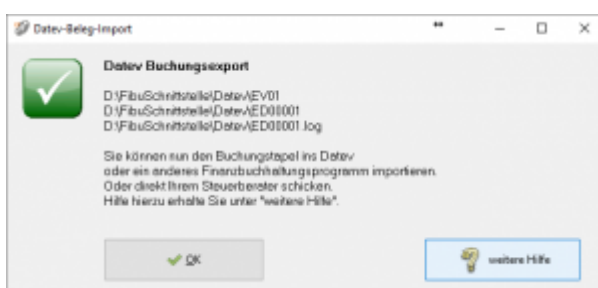 Datev-Beleg-Import
Datev Buchungsexport
D:\FibuSchnittstelle\Datev\EV01
D:\FibuSchnittstelle\Datev\ED00001
D:\FibuSchnittstelle\Datev\ED00001.log
Sie können nun den Buchungstapel ins Datev
oder ein anderes Finanzbuchhaltungsprogramm importieren.
Oder direkt Ihrem Steuerberater schicken.
Hilfe hierzu erhalte Sie unter "weitere Hilfe".
OK
weitere Hilfe